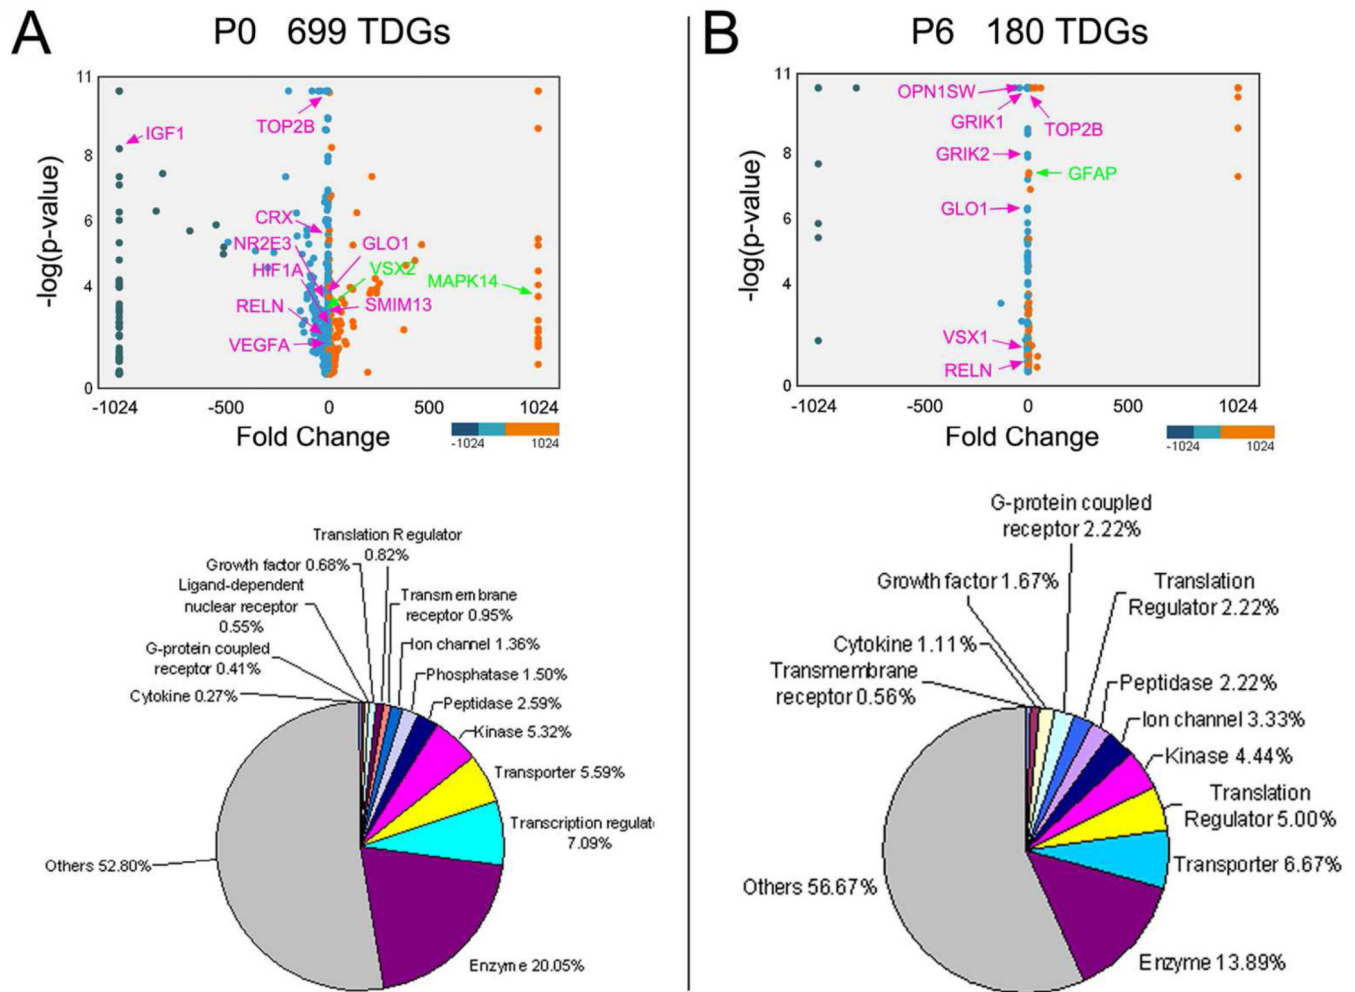 A
P0 699 TDGs
-log(p-value)
11
8
6
4
0
IGF1
TOP2B
CRX
NR2E3
GLO1
HIF1A
VSX2
MAPK14
RELN
SMIM13
VEGFA
-1024
-500
0
500
1024
Fold Change
-1024
1024
Translation Regulator
0.82%
Growth factor 0.68%
Ligand-dependent
nuclear receptor
0.55%
Transmembrane
receptor 0.95%
G-protein coupled
receptor 0.41%
Ion channel 1.36%
Phosphatase 1.50%
Cytokine 0.27%
Peptidase 2.59%
Kinase 5.32%
Transporter 5.59%
Transcription regulat
7.09%
Others 52.80%
Enzyme 20.05%
B
P6 180 TDGs
-log(p-value)
11
8
6
4
0
OPN1SW
GRIK1
TOP2B
GRIK2
GFAP
GLO1
VSX1
RELN
-1024
-500
0
500
1024
Fold Change
-1024
1024
G-protein coupled
receptor 2.22%
Growth factor 1.67%
Translation
Regulator 2.22%
Cytokine 1.11%
Transmembrane
receptor 0.56%
Peptidase 2.22%
Ion channel 3.33%
Kinase 4.44%
Translation
Regulator 5.00%
Transporter 6.67%
Others 56.67%
Enzyme 13.89%